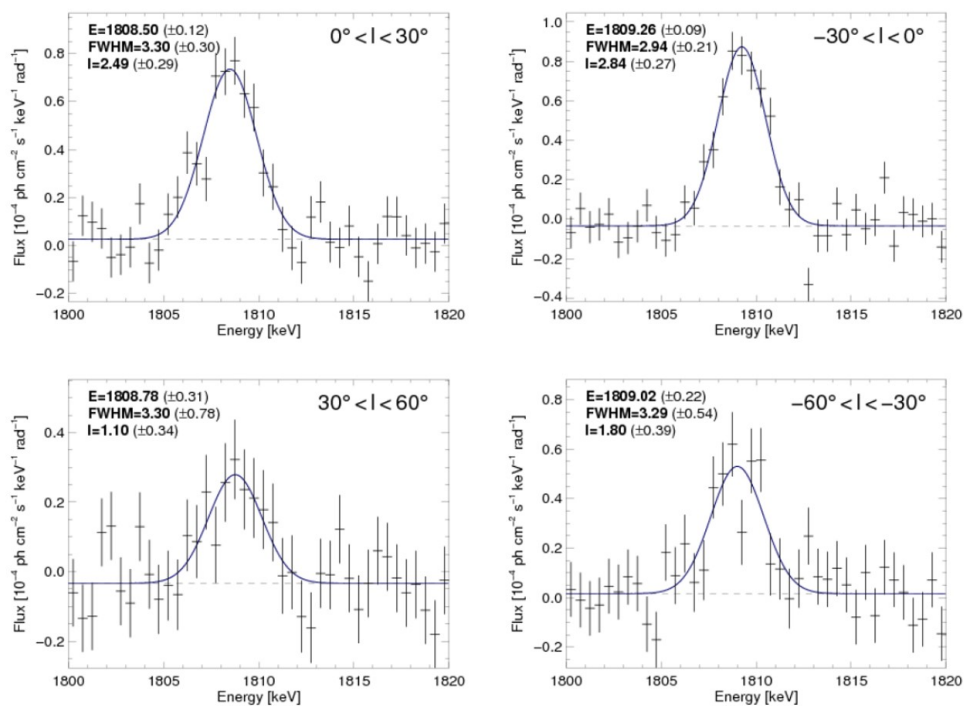 E=1808.50 (±0.12)
FWHM=3.30 (±0.30)
I=2.49 (±0.29)
0°<l<30°
0.8
0.6
0.4
0.2
0.0
−0.2
Flux [10⁻⁴ ph cm⁻² s⁻¹ keV⁻¹ rad⁻¹]
1800 1805 1810 1815 1820
Energy [keV]
E=1809.26 (±0.09)
FWHM=2.94 (±0.21)
I=2.84 (±0.27)
−30°<l<0°
1.0
0.8
0.6
0.4
0.2
0.0
−0.2
−0.4
Flux [10⁻⁴ ph cm⁻² s⁻¹ keV⁻¹ rad⁻¹]
1800 1805 1810 1815 1820
Energy [keV]
E=1808.78 (±0.31)
FWHM=3.30 (±0.78)
I=1.10 (±0.34)
30°<l<60°
0.4
0.2
0.0
−0.2
Flux [10⁻⁴ ph cm⁻² s⁻¹ keV⁻¹ rad⁻¹]
1800 1805 1810 1815 1820
Energy [keV]
E=1809.02 (±0.22)
FWHM=3.29 (±0.54)
I=1.80 (±0.39)
−60°<l<−30°
0.8
0.6
0.4
0.2
0.0
−0.2
Flux [10⁻⁴ ph cm⁻² s⁻¹ keV⁻¹ rad⁻¹]
1800 1805 1810 1815 1820
Energy [keV]